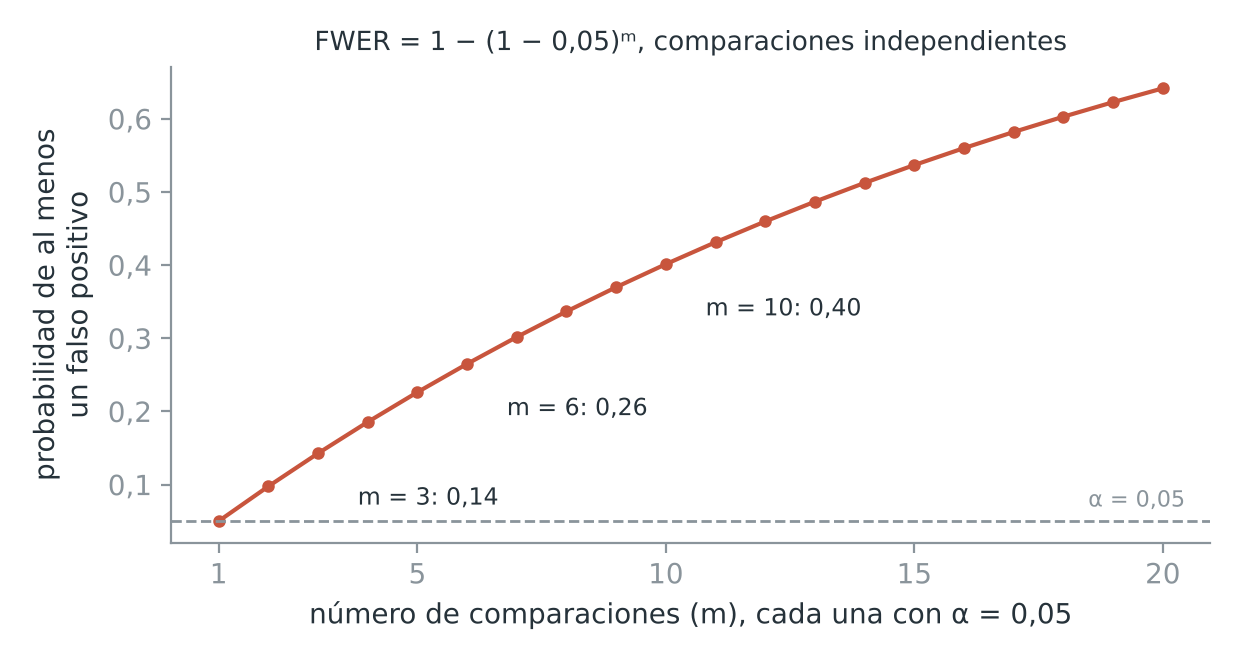 FWER = 1 − (1 − 0,05)ᵐ, comparaciones independientes
probabilidad de al menos
un falso positivo
0,6
0,5
0,4
0,3
0,2
0,1
m = 10: 0,40
m = 6: 0,26
m = 3: 0,14
α = 0,05
1
5
10
15
20
número de comparaciones (m), cada una con α = 0,05